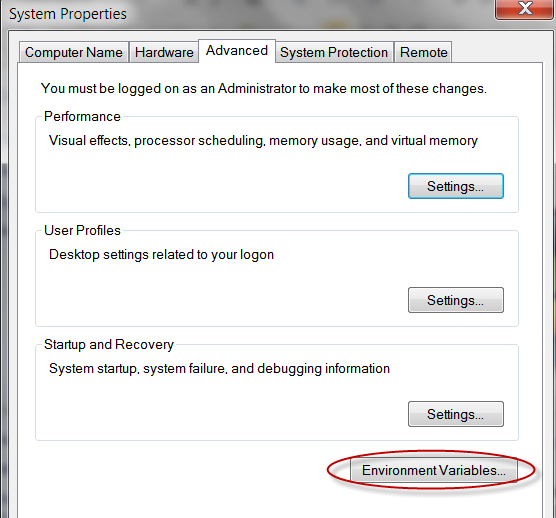 System Properties
Computer Name Hardware Advanced System Protection Remote
You must be logged on as an Administrator to make most of these changes.
Performance
Visual effects, processor scheduling, memory usage, and virtual memory
Settings...
User Profiles
Desktop settings related to your logon
Settings...
Startup and Recovery
System startup, system failure, and debugging information
Settings...
Environment Variables...